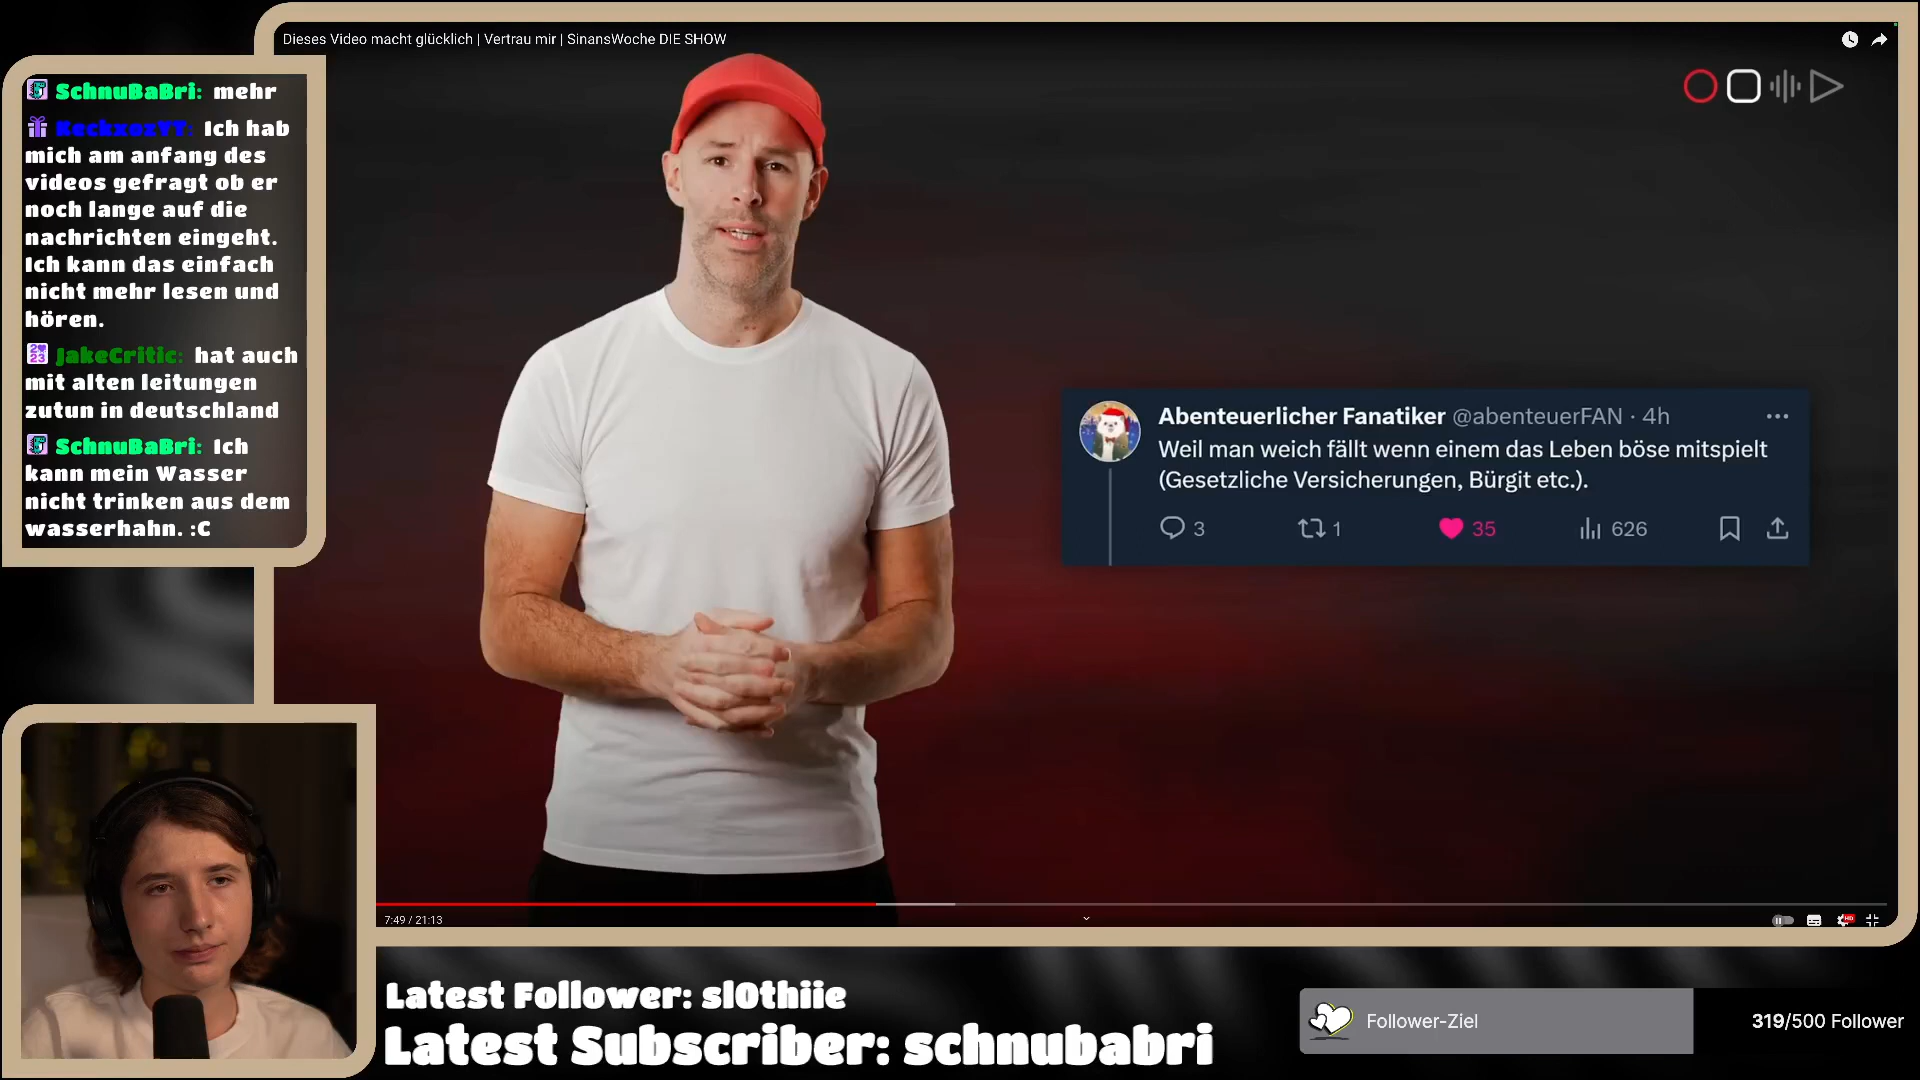 Dieses Video macht glücklich | Vertrau mir | SinansWoche DIE SHOW
SchnuBaBri: mehr
KeckxozYT: Ich hab
mich am anfang des
videos gefragt ob er
noch lange auf die
nachrichten eingeht.
Ich kann das einfach
nicht mehr lesen und
hören.
JakeCritic: hat auch
mit alten leitungen
zutun in deutschland
SchnuBaBri: Ich
kann mein Wasser
nicht trinken aus dem
wasserhahn. :C
Abenteuerlicher Fanatiker @abenteuerFAN · 4h
Weil man weich fällt wenn einem das Leben böse mitspielt
(Gesetzliche Versicherungen, Bürgit etc.).
3 1 35 626
7:49 / 21:13
HD
Latest Follower: sl0thiie
Latest Subscriber: schnubabri
Follower-Ziel
319/500 Follower